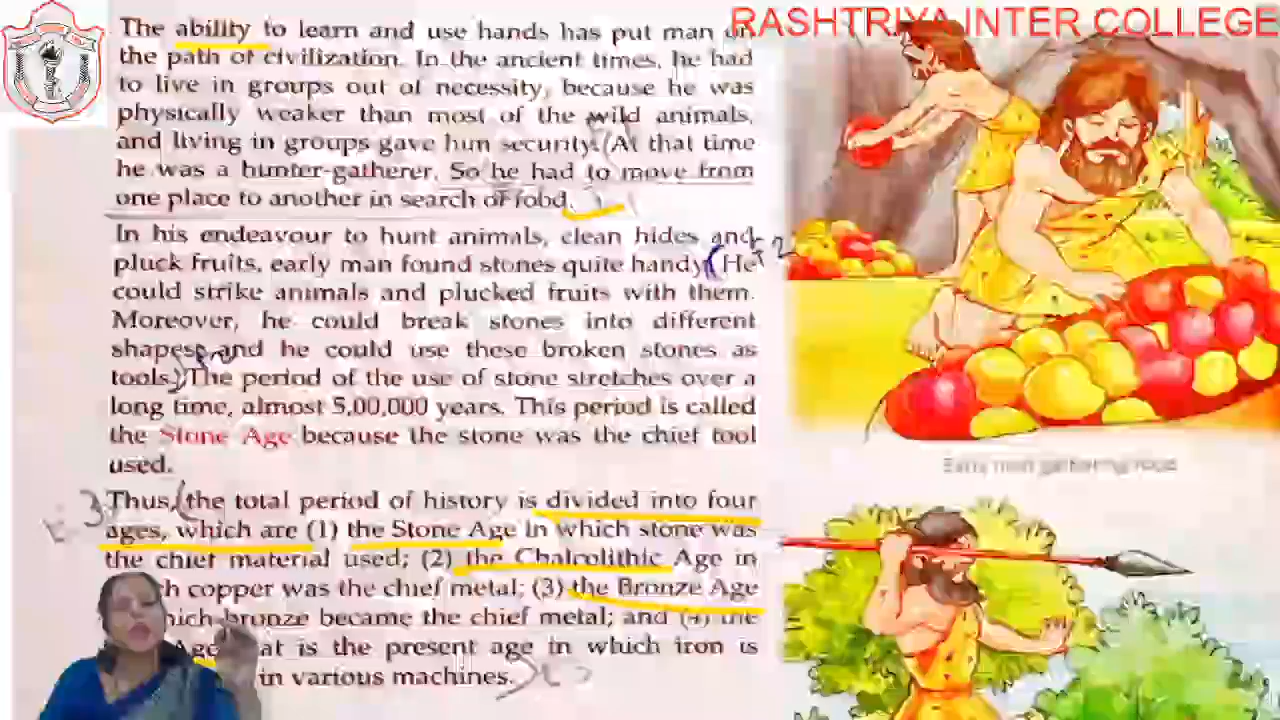 RASHTRIYA INTER COLLEGE
The ability to learn and use hands has put man on
the path of civilization. In the ancient times, he had
to live in groups out of necessity, because he was
physically weaker than most of the wild animals,
and living in groups gave him security. (At that time
he was a hunter-gatherer. So he had to move from
one place to another in search of food.
In his endeavour to hunt animals, clean hides and
pluck fruits, early man found stones quite handy. (He
could strike animals and plucked fruits with them.
Moreover, he could break stones into different
shapes, and he could use these broken stones as
tools.) The period of the use of stone stretches over a
long time, almost 5,00,000 years. This period is called
the Stone Age because the stone was the chief tool
used.
Thus, (the total period of history is divided into four
ages, which are (1) the Stone Age in which stone was
the chief material used; (2) the Chalcolithic Age in
copper was the chief metal; (3) the Bronze Age
bronze became the chief metal; and (4) the
Age is the present age in which iron is
in various machines.)
Early man gathering food